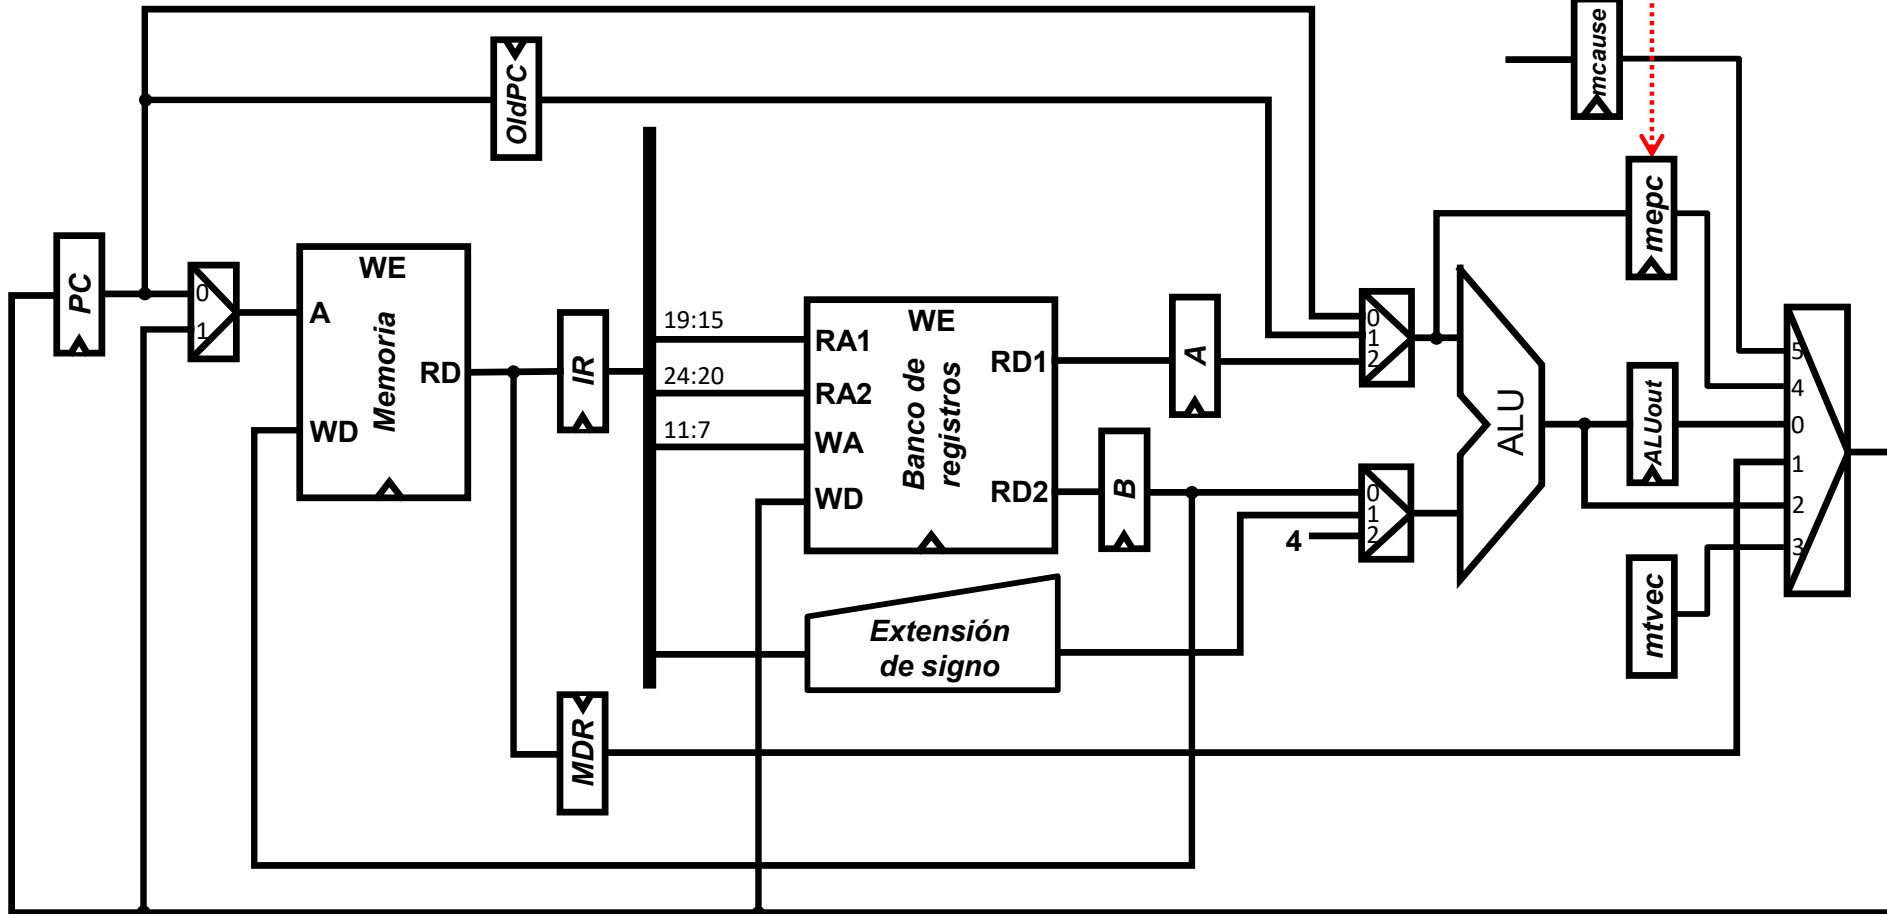 mcause
OldPC
mepc
PC
0
1
WE
A
Memoria
RD
WD
IR
19:15
24:20
11:7
WE
RA1
RA2
WA
WD
Banco de
registros
RD1
RD2
A
B
0
1
2
0
1
2
4
ALU
ALUout
mtvec
5
4
0
1
2
3
Extensión
de signo
MDR